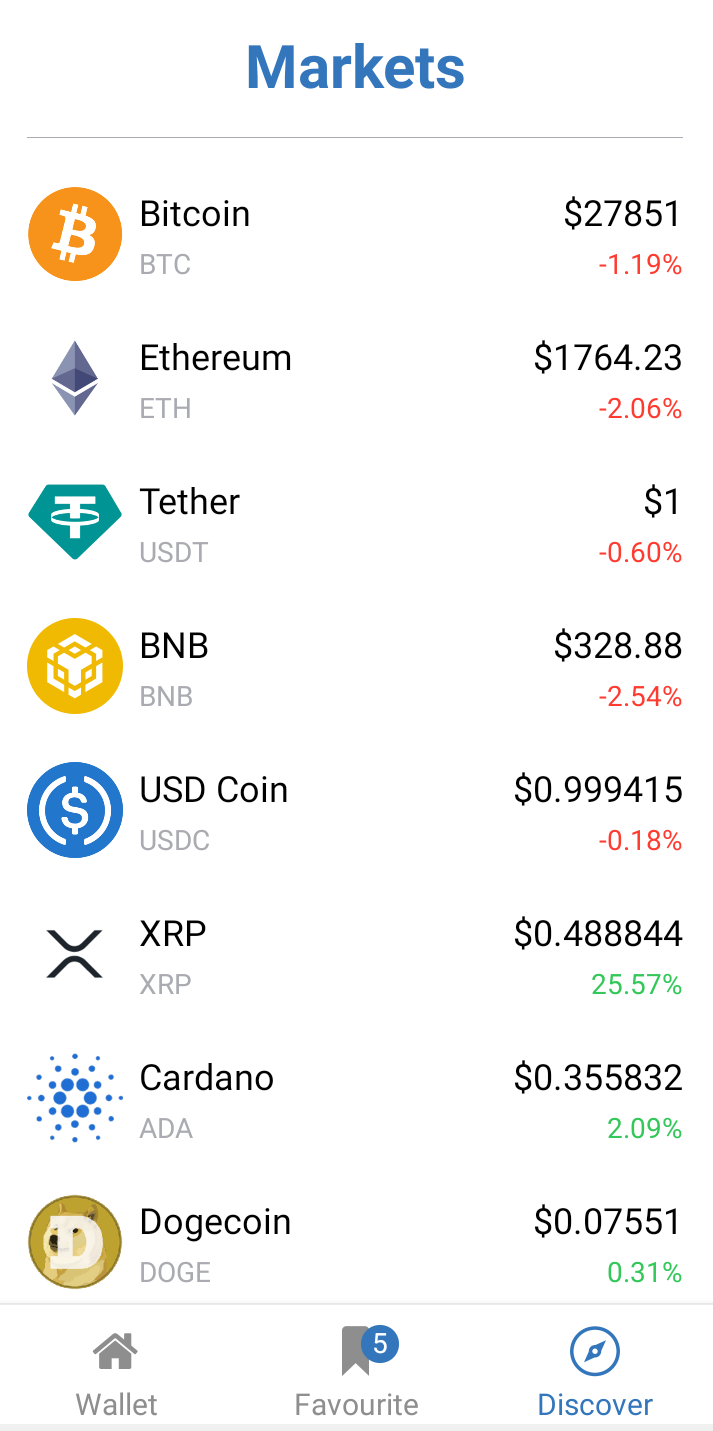 Markets
Bitcoin $27851
BTC -1.19%
Ethereum $1764.23
ETH -2.06%
Tether $1
USDT -0.60%
BNB $328.88
BNB -2.54%
USD Coin $0.999415
USDC -0.18%
XRP $0.488844
XRP 25.57%
Cardano $0.355832
ADA 2.09%
Dogecoin $0.07551
DOGE 0.31%
5
Wallet Favourite Discover